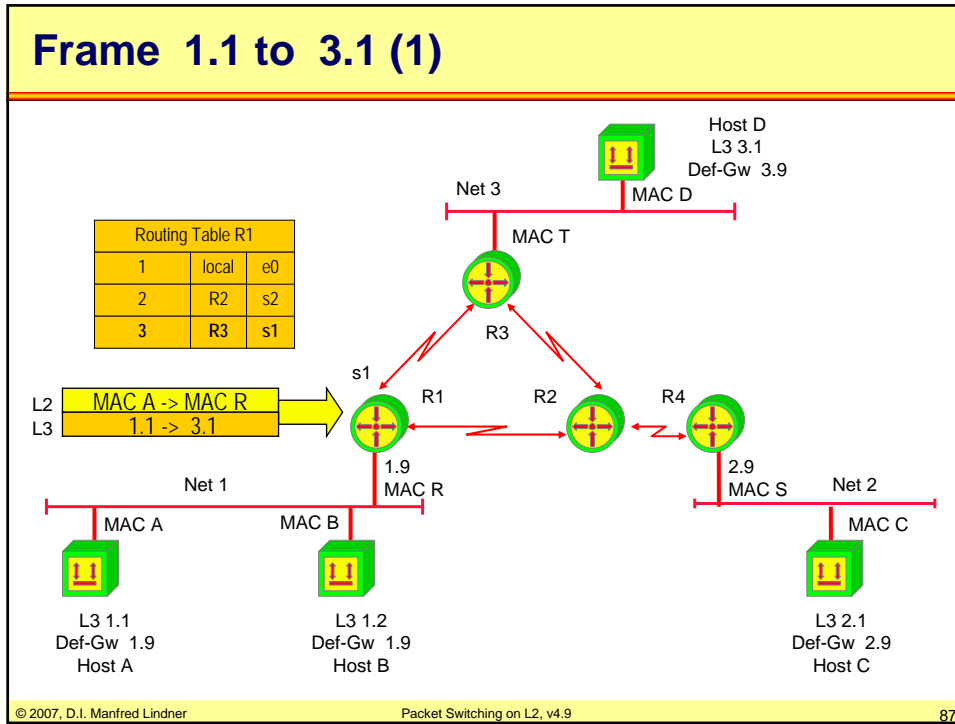 Frame 1.1 to 3.1 (1)
Host D
L3 3.1
Def-Gw 3.9
Net 3
MAC D
MAC T
Routing Table R1
1 local e0
2 R2 s2
3 R3 s1
R3
s1
R1
R2
R4
L2 MAC A -> MAC R
L3 1.1 -> 3.1
1.9
MAC R
2.9
MAC S
Net 1
Net 2
MAC A
MAC B
MAC C
L3 1.1
Def-Gw 1.9
Host A
L3 1.2
Def-Gw 1.9
Host B
L3 2.1
Def-Gw 2.9
Host C
© 2007, D.I. Manfred Lindner
Packet Switching on L2, v4.9
87